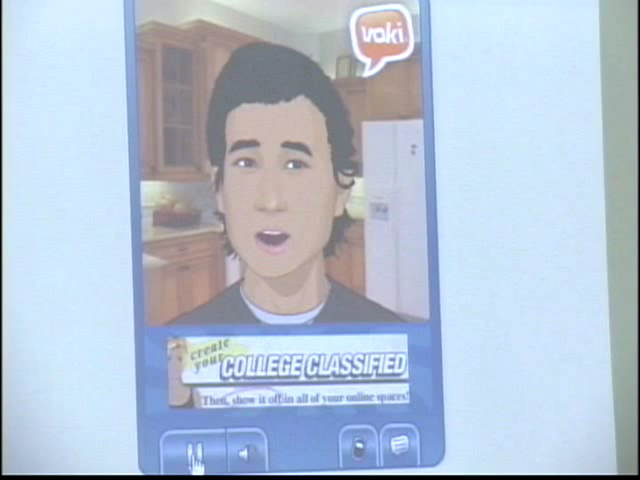 voki
create
your
COLLEGE CLASSIFIED
Then, show it off in all of your online spaces!